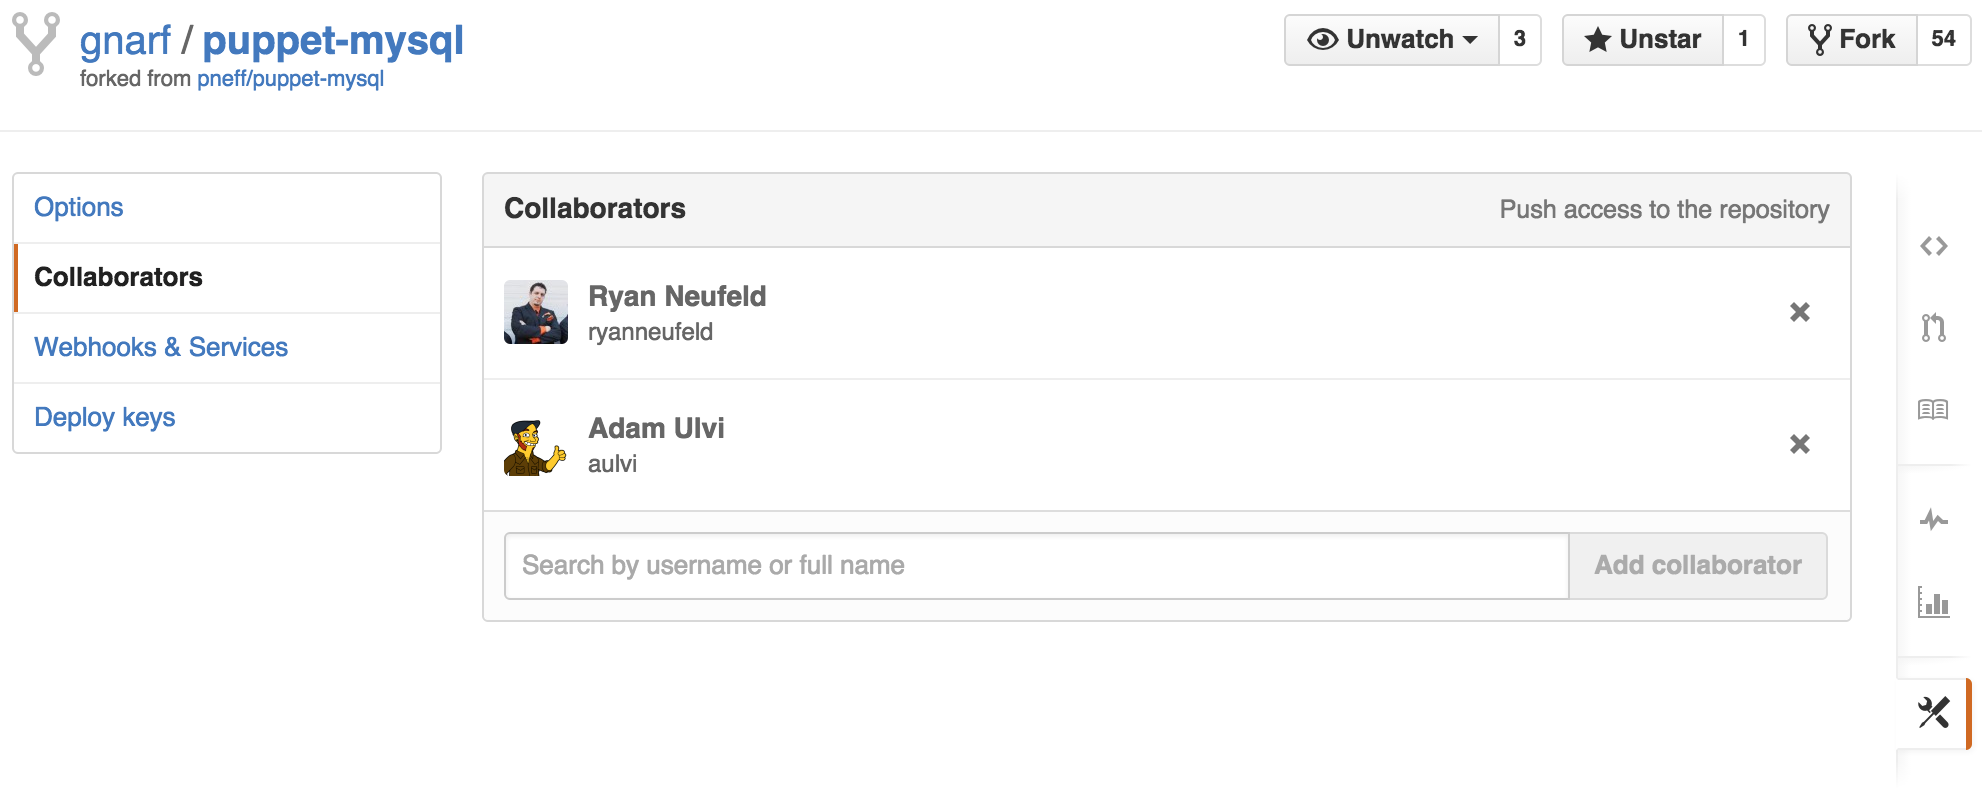 gnarf / puppet-mysql
forked from pneff/puppet-mysql
Unwatch 3
Unstar 1
Fork 54
Options
Collaborators
Webhooks & Services
Deploy keys
Collaborators Push access to the repository
Ryan Neufeld
ryanneufeld
Adam Ulvi
aulvi
Search by username or full name Add collaborator